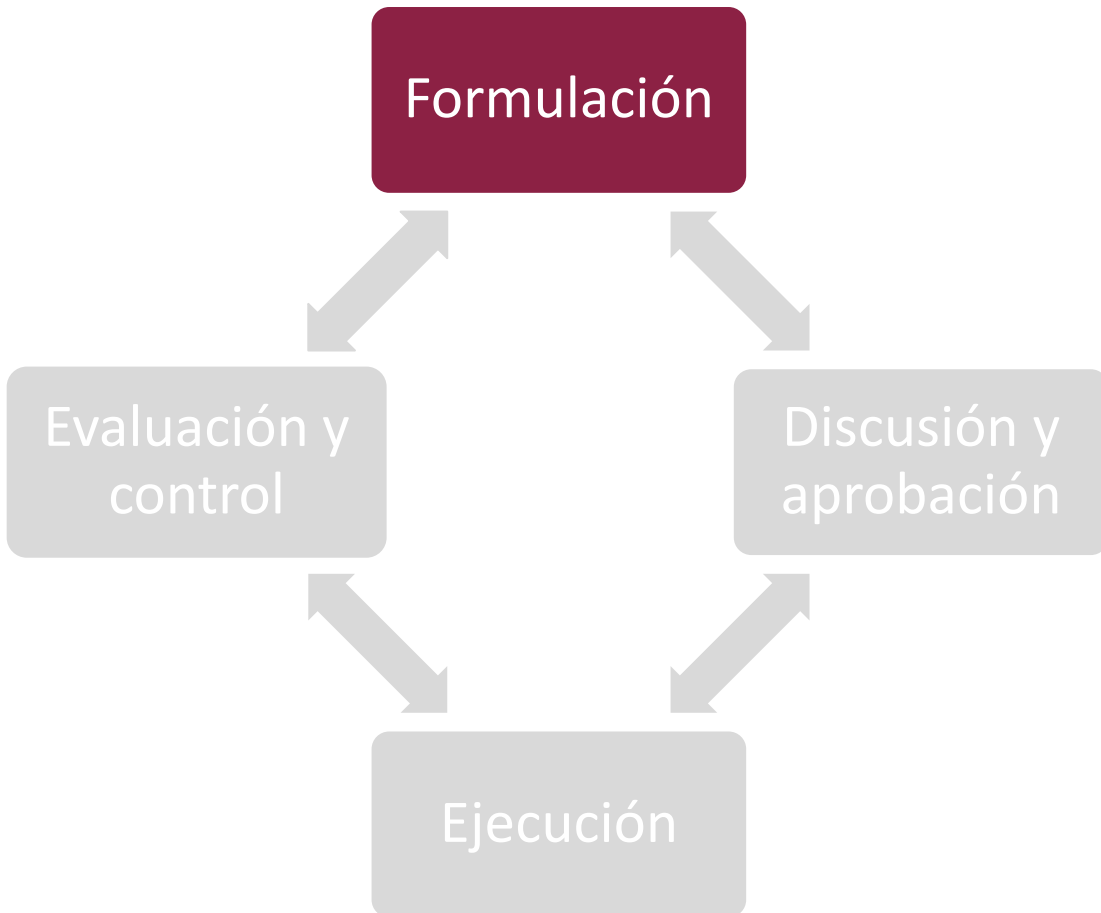 Formulación
Evaluación y
control
Discusión y
aprobación
Ejecución